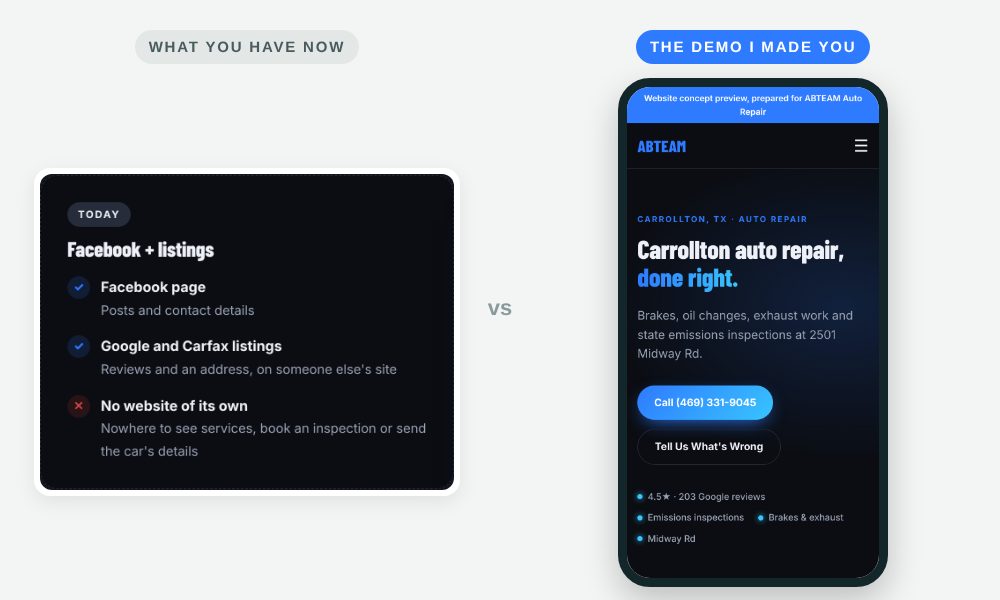 WHAT YOU HAVE NOW
THE DEMO I MADE YOU
TODAY
Facebook + listings
Facebook page
Posts and contact details
Google and Carfax listings
Reviews and an address, on someone else's site
No website of its own
Nowhere to see services, book an inspection or send
the car's details
vs
Website concept preview, prepared for ABTEAM Auto
Repair
ABTEAM
CARROLLTON, TX · AUTO REPAIR
Carrollton auto repair,
done right.
Brakes, oil changes, exhaust work and
state emissions inspections at 2501
Midway Rd.
Call (469) 331-9045
Tell Us What's Wrong
4.5★ · 203 Google reviews
Emissions inspections
Brakes & exhaust
Midway Rd